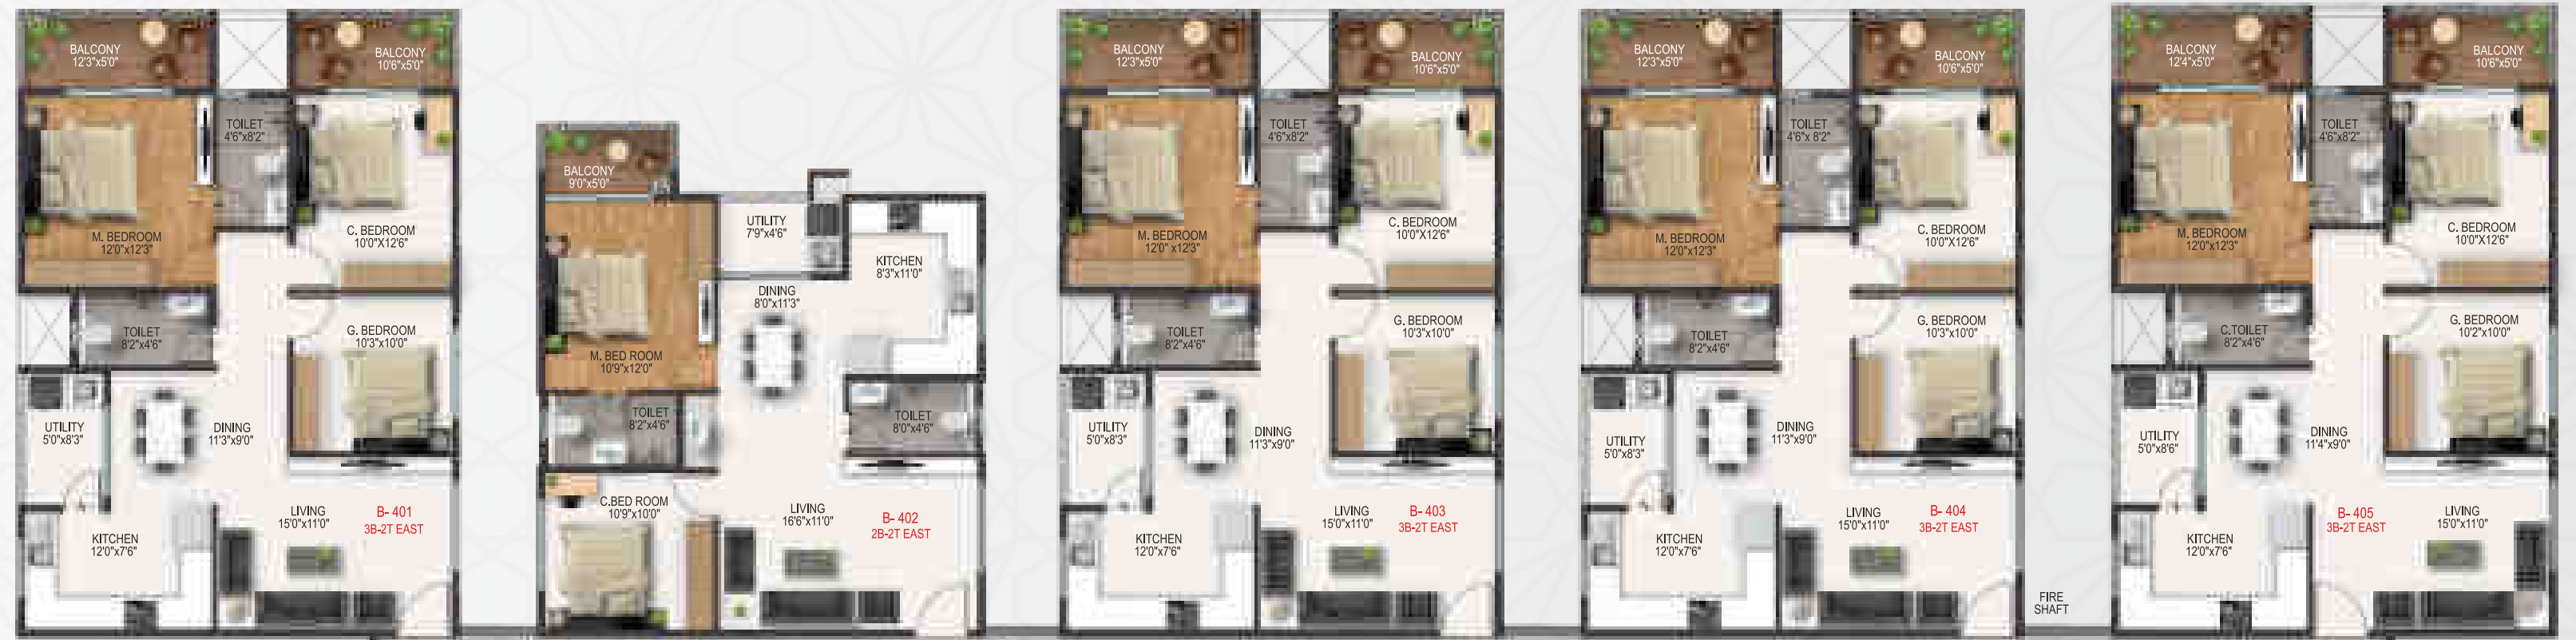 BALCONY
12'3"x5'0"
BALCONY
10'6"x5'0"
TOILET
4'6"x8'2"
M. BEDROOM
12'0"x12'3"
C. BEDROOM
10'0"X12'6"
TOILET
8'2"x4'6"
G. BEDROOM
10'3"x10'0"
UTILITY
5'0"x8'3"
DINING
11'3"x9'0"
LIVING
15'0"x11'0"
B- 401
3B-2T EAST
KITCHEN
12'0"x7'6"
BALCONY
9'0"x5'0"
UTILITY
7'9"x4'6"
KITCHEN
8'3"x11'0"
DINING
8'0"x11'3"
M. BED ROOM
10'9"x12'0"
TOILET
8'2"x4'6"
TOILET
8'0"x4'6"
C.BED ROOM
10'9"x10'0"
LIVING
16'6"x11'0"
B- 402
2B-2T EAST
BALCONY
12'3"x5'0"
BALCONY
10'6"x5'0"
TOILET
4'6"x8'2"
M. BEDROOM
12'0" x12'3"
C. BEDROOM
10'0"X12'6"
TOILET
8'2"x4'6"
G. BEDROOM
10'3"x10'0"
UTILITY
5'0"x8'3"
DINING
11'3"x9'0"
LIVING
15'0"x11'0"
B- 403
3B-2T EAST
KITCHEN
12'0"x7'6"
BALCONY
12'3"x5'0"
BALCONY
10'6"x5'0"
TOILET
4'6"x 8'2"
M. BEDROOM
12'0"x12'3"
C. BEDROOM
10'0"X12'6"
TOILET
8'2"x4'6"
G. BEDROOM
10'3"x10'0"
UTILITY
5'0"x8'3"
DINING
11'3"x9'0"
LIVING
15'0"x11'0"
B- 404
3B-2T EAST
KITCHEN
12'0"x7'6"
FIRE
SHAFT
BALCONY
12'4"x5'0"
BALCONY
10'6"x5'0"
TOILET
4'6"x8'2"
M. BEDROOM
12'0"x12'3"
C. BEDROOM
10'0"X12'6"
C.TOILET
8'2"x4'6"
G. BEDROOM
10'2"x10'0"
UTILITY
5'0"x8'6"
DINING
11'4"x9'0"
B- 405
3B-2T EAST
LIVING
15'0"x11'0"
KITCHEN
12'0"x7'6"